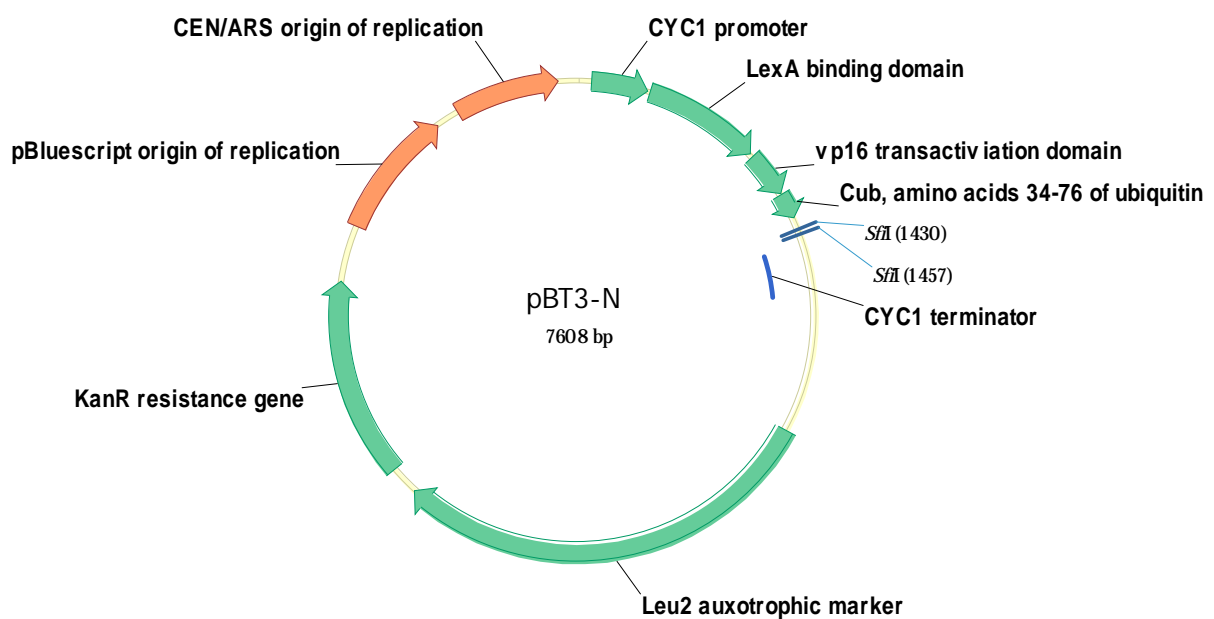 CEN/ARS origin of replication
CYC1 promoter
LexA binding domain
pBluescript origin of replication
vp16 transactiviation domain
Cub, amino acids 34-76 of ubiquitin
SfiI (1430)
SfiI (1457)
pBT3-N
7608 bp
CYC1 terminator
KanR resistance gene
Leu2 auxotrophic marker